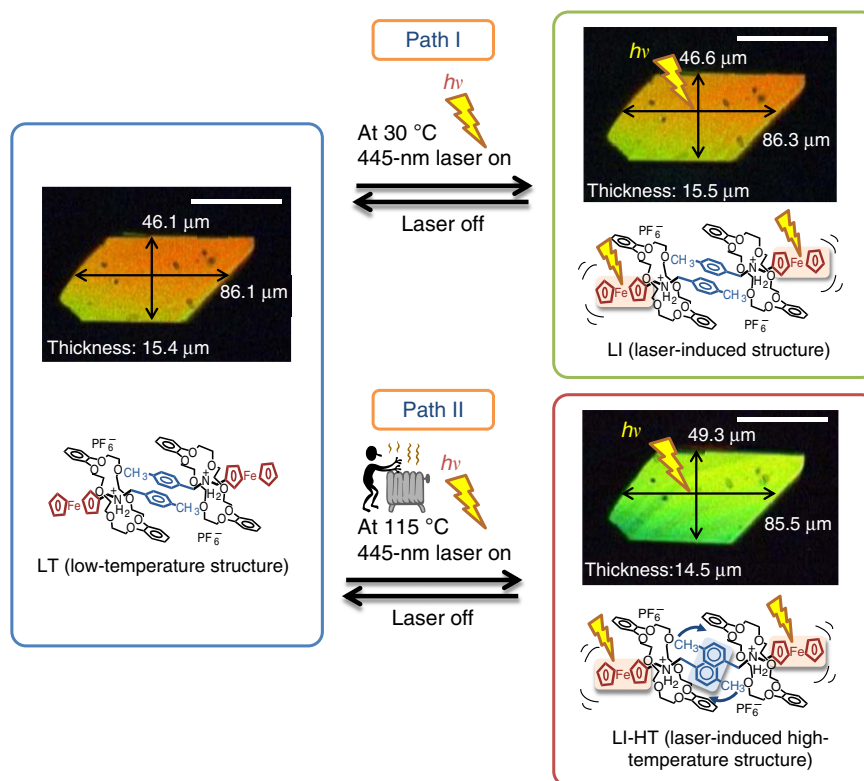 Path I
hν
At 30 °C
445-nm laser on
Laser off
46.1 μm
86.1 μm
Thickness: 15.4 μm
PF6−
CH3
Fe
O
N
+
H2
Fe
O
N
+
H2
CH3
PF6−
LT (low-temperature structure)
hν
46.6 μm
86.3 μm
Thickness: 15.5 μm
PF6−
CH3
Fe
O
N
+
H2
Fe
O
N
+
H2
CH3
PF6−
LI (laser-induced structure)
Path II
hν
At 115 °C
445-nm laser on
Laser off
hν
49.3 μm
85.5 μm
Thickness:14.5 μm
PF6−
CH3
Fe
O
N
+
H2
Fe
O
N
+
H2
CH3
PF6−
LI-HT (laser-induced high-
temperature structure)